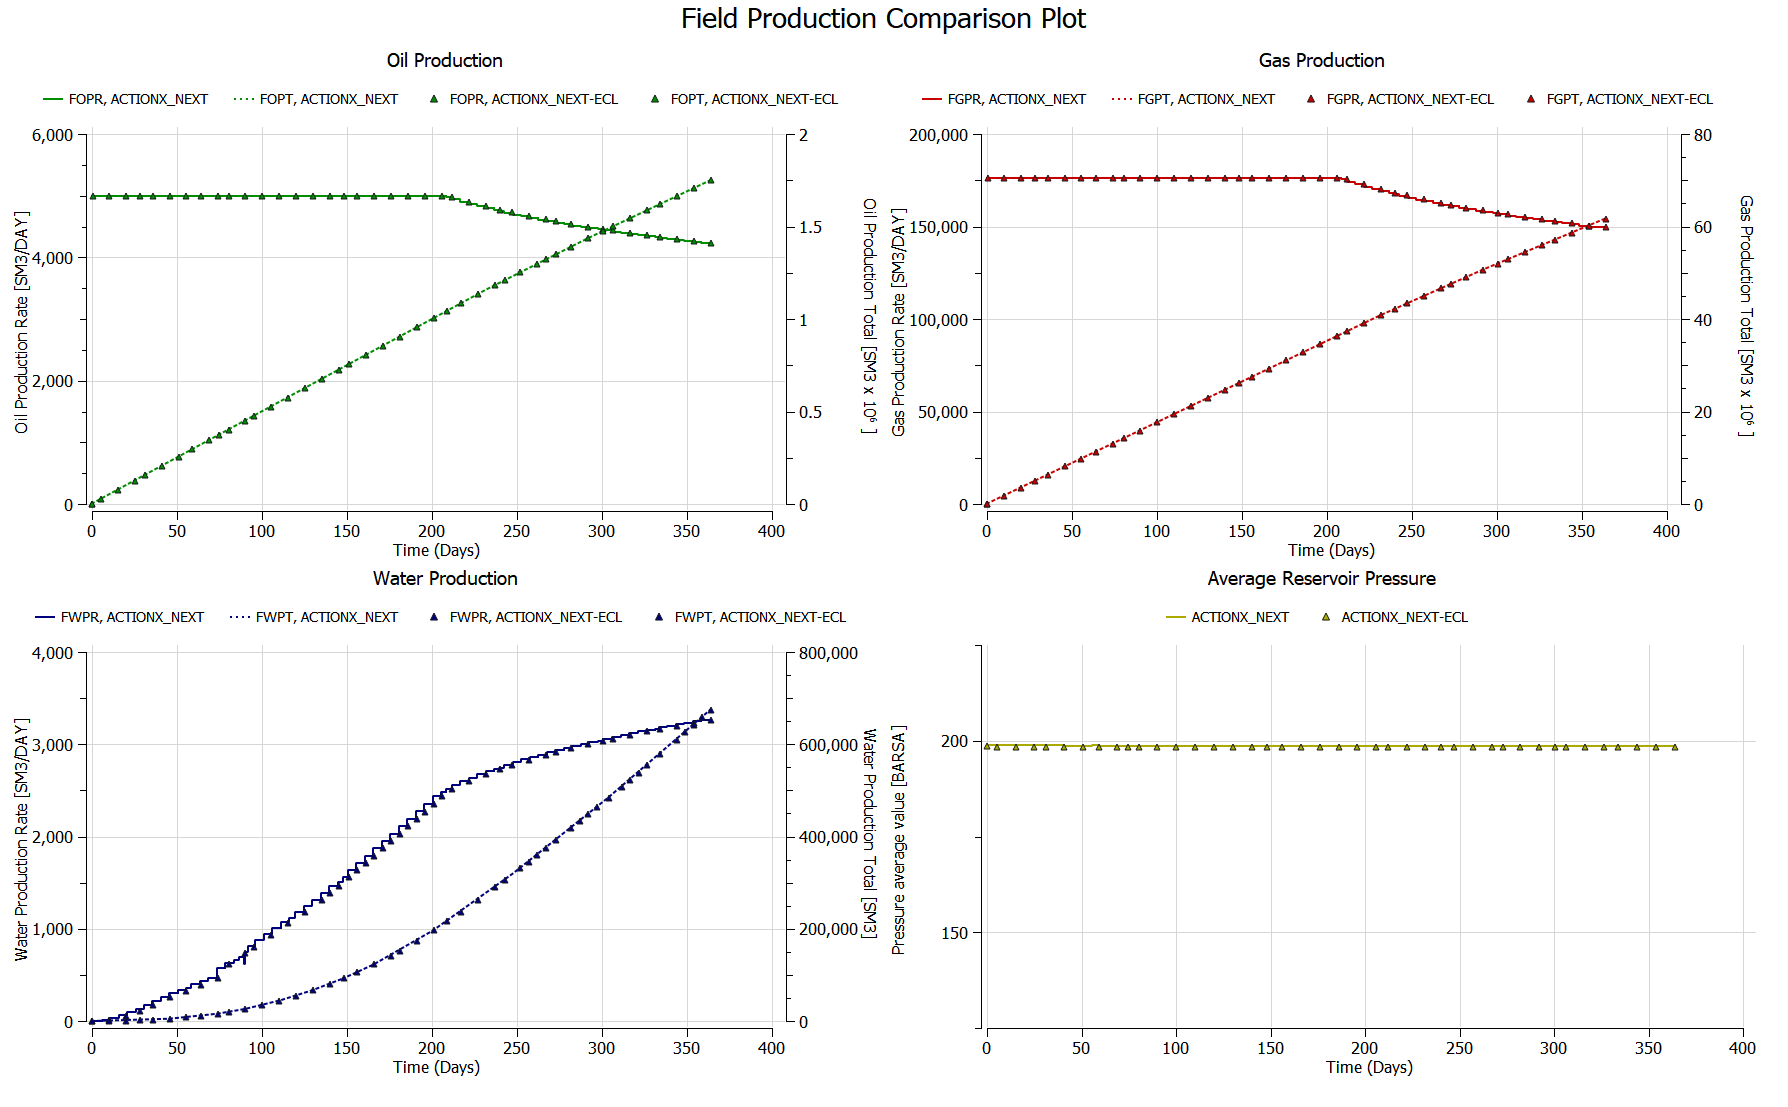 Field Production Comparison Plot
Oil Production
FOPR, ACTIONX_NEXT FOPT, ACTIONX_NEXT FOPR, ACTIONX_NEXT-ECL FOPT, ACTIONX_NEXT-ECL
6,000
4,000
2,000
0
Oil Production Rate [SM3/DAY]
2
1.5
1
0.5
0
Oil Production Total [SM3 x 10⁶ ]
0 50 100 150 200 250 300 350 400
Time (Days)
Gas Production
FGPR, ACTIONX_NEXT FGPT, ACTIONX_NEXT FGPR, ACTIONX_NEXT-ECL FGPT, ACTIONX_NEXT-ECL
200,000
150,000
100,000
50,000
0
Gas Production Rate [SM3/DAY]
80
60
40
20
0
Gas Production Total [SM3 x 10⁶ ]
0 50 100 150 200 250 300 350 400
Time (Days)
Water Production
FWPR, ACTIONX_NEXT FWPT, ACTIONX_NEXT FWPR, ACTIONX_NEXT-ECL FWPT, ACTIONX_NEXT-ECL
4,000
3,000
2,000
1,000
0
Water Production Rate [SM3/DAY]
800,000
600,000
400,000
200,000
0
Water Production Total [SM3]
0 50 100 150 200 250 300 350 400
Time (Days)
Average Reservoir Pressure
ACTIONX_NEXT ACTIONX_NEXT-ECL
200
150
Pressure average value [BARSA]
0 50 100 150 200 250 300 350 400
Time (Days)